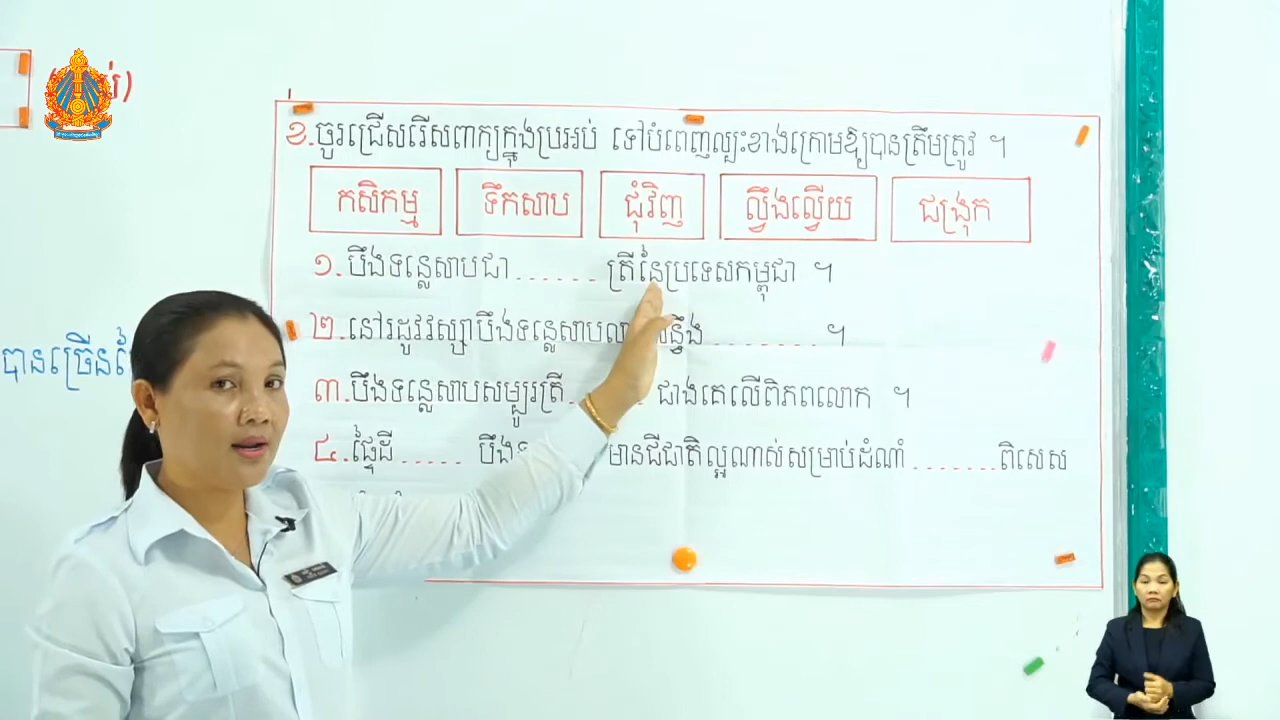 ខ.ចូរជ្រើសរើសពាក្យក្នុងប្រអប់ ទៅបំពេញល្បះខាងក្រោមឱ្យបានត្រឹមត្រូវ ។
កសិកម្ម ទឹកសាប ជុំវិញ ល្វឹងល្វើយ ជង្រុក
១.បឹងទន្លេសាបជា ....... ត្រីនៃប្រទេសកម្ពុជា ។
២.នៅរដូវវស្សាបឹងទន្លេសាប ........ ។
៣.បឹងទន្លេសាបសម្បូរត្រី ....... ជាងគេលើពិភពលោក ។
៤.ផ្ទៃដី ..... បឹង មានជីជាតិល្អណាស់សម្រាប់ដំណាំ .......ពិសេស
បានច្រើន